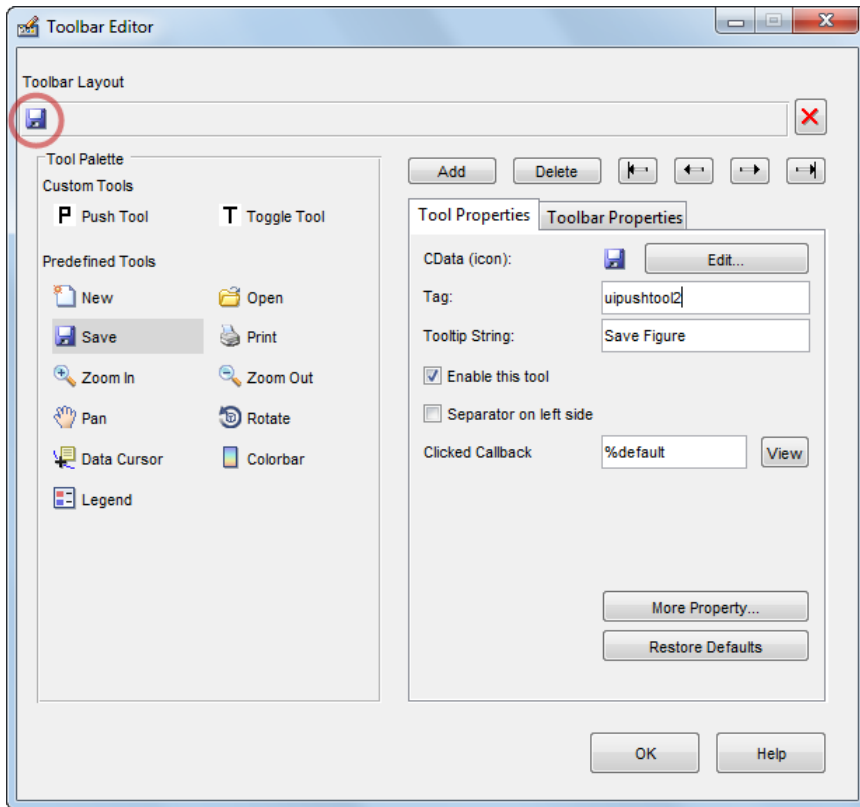 Toolbar Editor
Toolbar Layout
Tool Palette
Custom Tools
P Push Tool
T Toggle Tool
Predefined Tools
New
Open
Save
Print
Zoom In
Zoom Out
Pan
Rotate
Data Cursor
Colorbar
Legend
Add
Delete
Tool Properties
Toolbar Properties
CData (icon):
Edit...
Tag:
uipushtool2
Tooltip String:
Save Figure
Enable this tool
Separator on left side
Clicked Callback
%default
View
More Property...
Restore Defaults
OK
Help